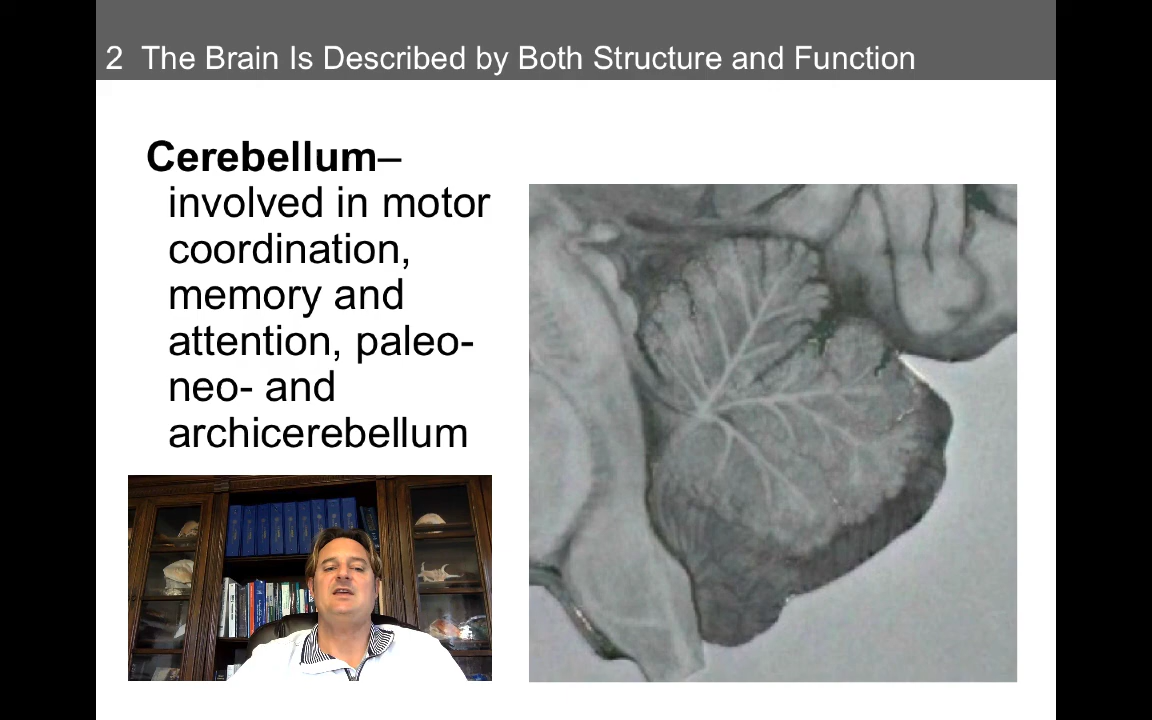 2 The Brain Is Described by Both Structure and Function
Cerebellum–
involved in motor
coordination,
memory and
attention, paleo-
neo- and
archicerebellum